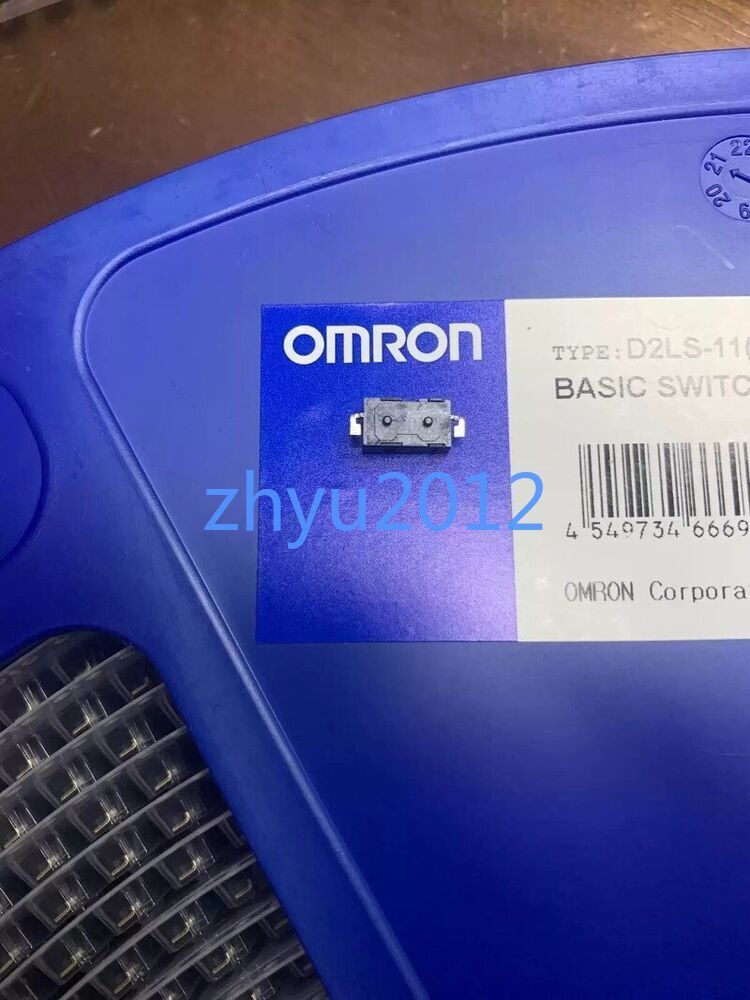 20 21 22
OMRON
TYPE: D2LS-11
BASIC SWITC
zhyu2012
4 549734 6669
OMRON Corpora